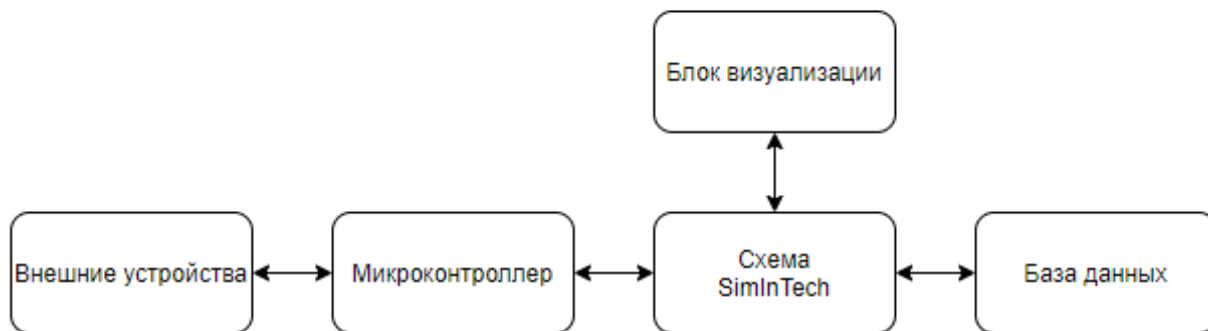 Блок визуализации
Внешние устройства
Микроконтроллер
Схема
SimInTech
База данных